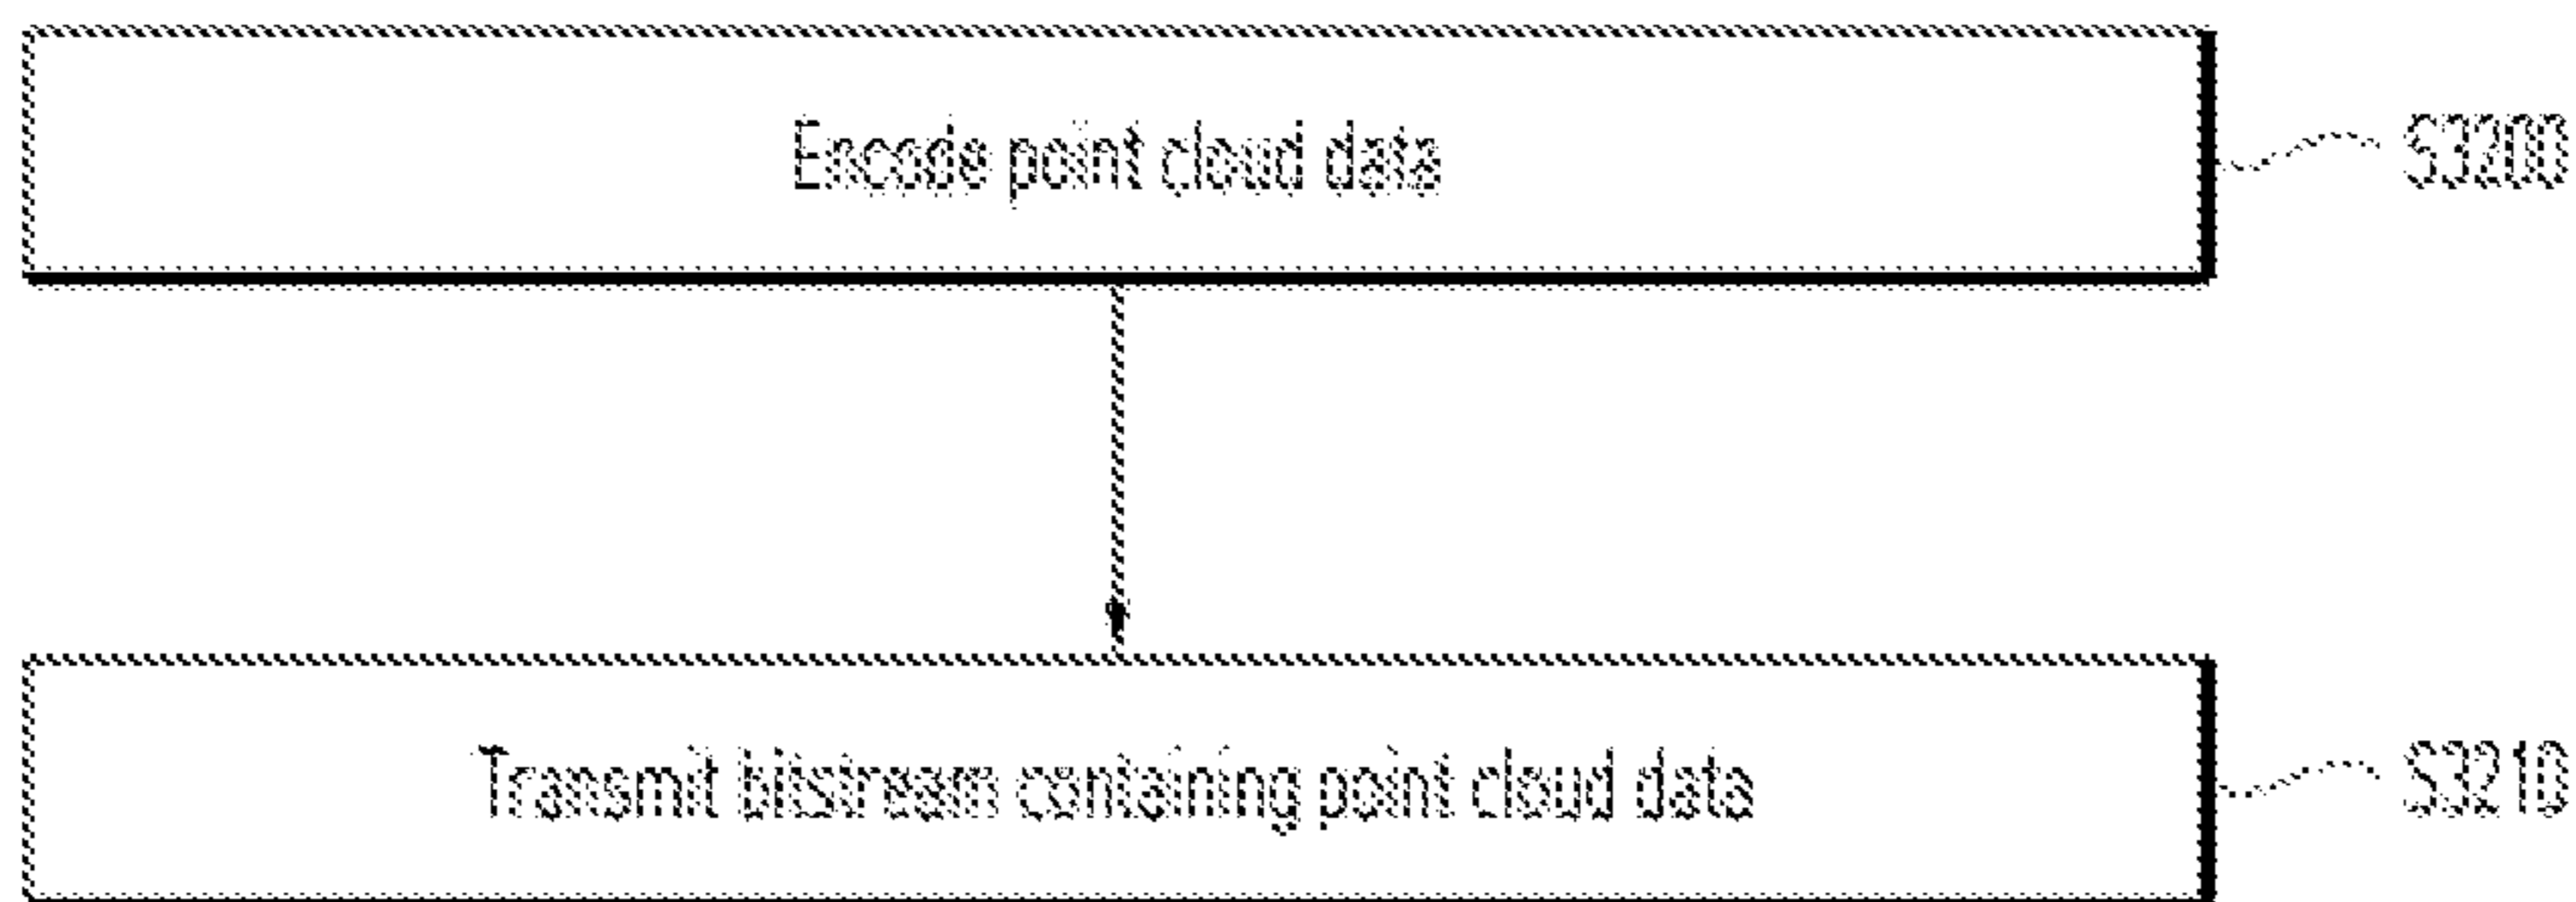 Encode point cloud data
S3200
Transmit bitstream containing point cloud data
S3210